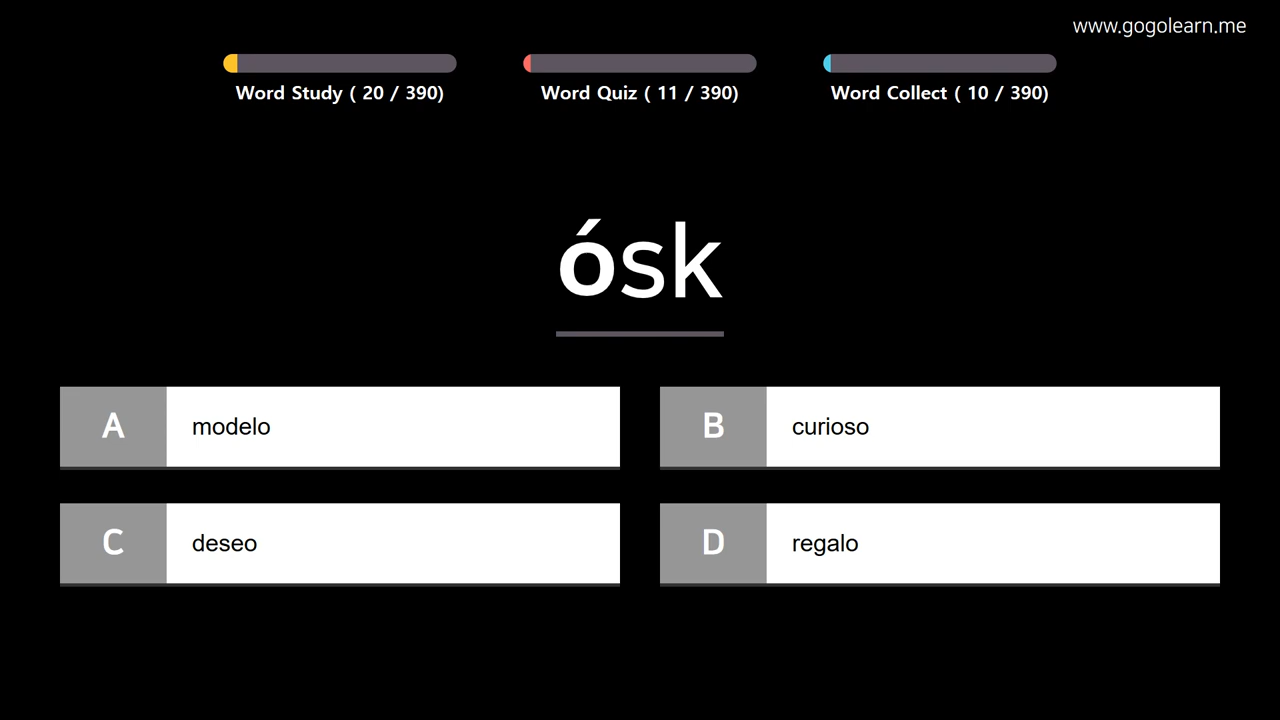 www.gogolearn.me
Word Study ( 20 / 390)
Word Quiz ( 11 / 390)
Word Collect ( 10 / 390)
ósk
A modelo
B curioso
C deseo
D regalo